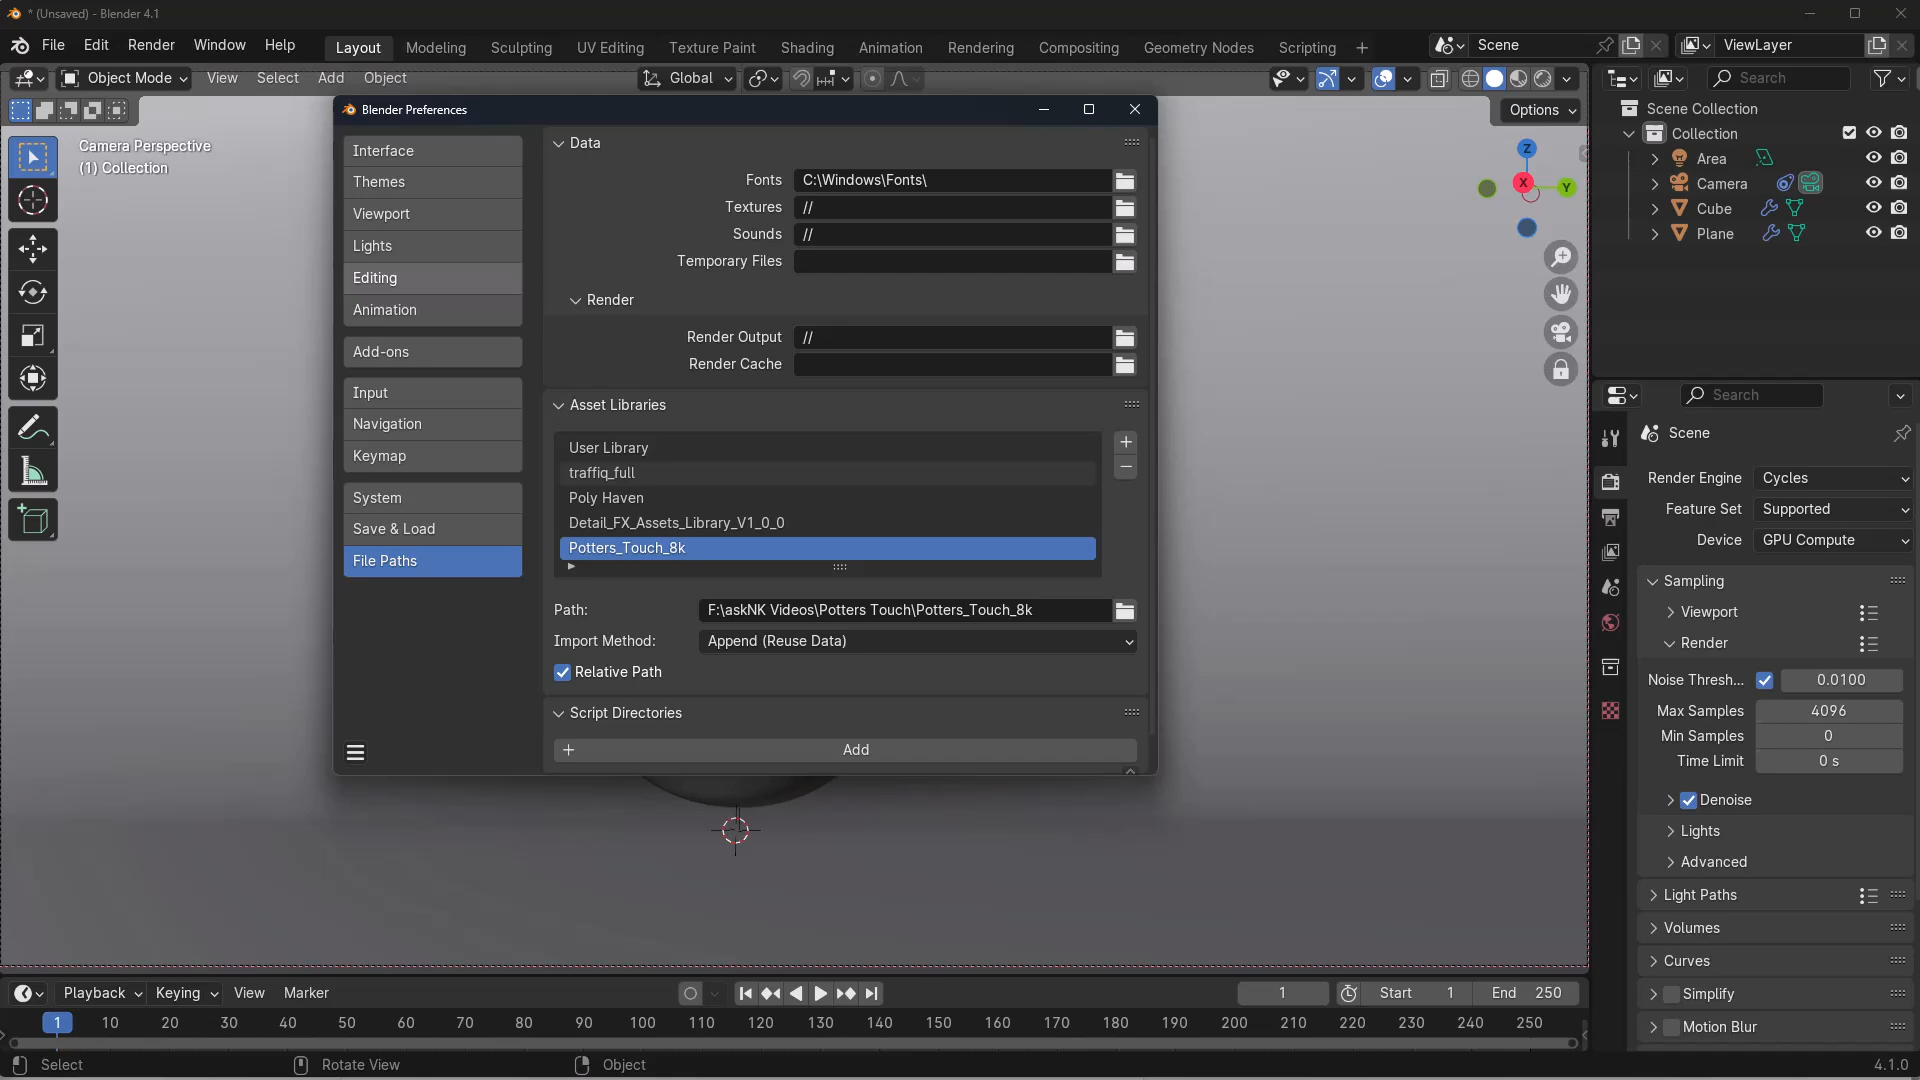 * (Unsaved) - Blender 4.1
File Edit Render Window Help
Layout Modeling Sculpting UV Editing Texture Paint Shading Animation Rendering Compositing Geometry Nodes Scripting +
Scene
ViewLayer
Object Mode View Select Add Object
Global
Search
Options
Camera Perspective
(1) Collection
Z
X
Y
Scene Collection
Collection
Area
Camera
Cube
Plane
Blender Preferences
Interface
Themes
Viewport
Lights
Editing
Animation
Add-ons
Input
Navigation
Keymap
System
Save & Load
File Paths
Data
Fonts C:\Windows\Fonts\
Textures //
Sounds //
Temporary Files
Render
Render Output //
Render Cache
Asset Libraries
User Library
traffiq_full
Poly Haven
Detail_FX_Assets_Library_V1_0_0
Potters_Touch_8k
Path: F:\askNK Videos\Potters Touch\Potters_Touch_8k
Import Method: Append (Reuse Data)
Relative Path
Script Directories
+ Add
Search
Scene
Render Engine Cycles
Feature Set Supported
Device GPU Compute
Sampling
Viewport
Render
Noise Thresh... 0.0100
Max Samples 4096
Min Samples 0
Time Limit 0 s
Denoise
Lights
Advanced
Light Paths
Volumes
Curves
Simplify
Motion Blur
Playback Keying View Marker
1 Start 1 End 250
1 10 20 30 40 50 60 70 80 90 100 110 120 130 140 150 160 170 180 190 200 210 220 230 240 250
Select Rotate View Object
4.1.0